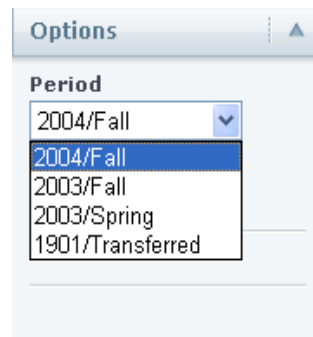 Options
Period
2004/Fall
2004/Fall
2003/Fall
2003/Spring
1901/Transferred